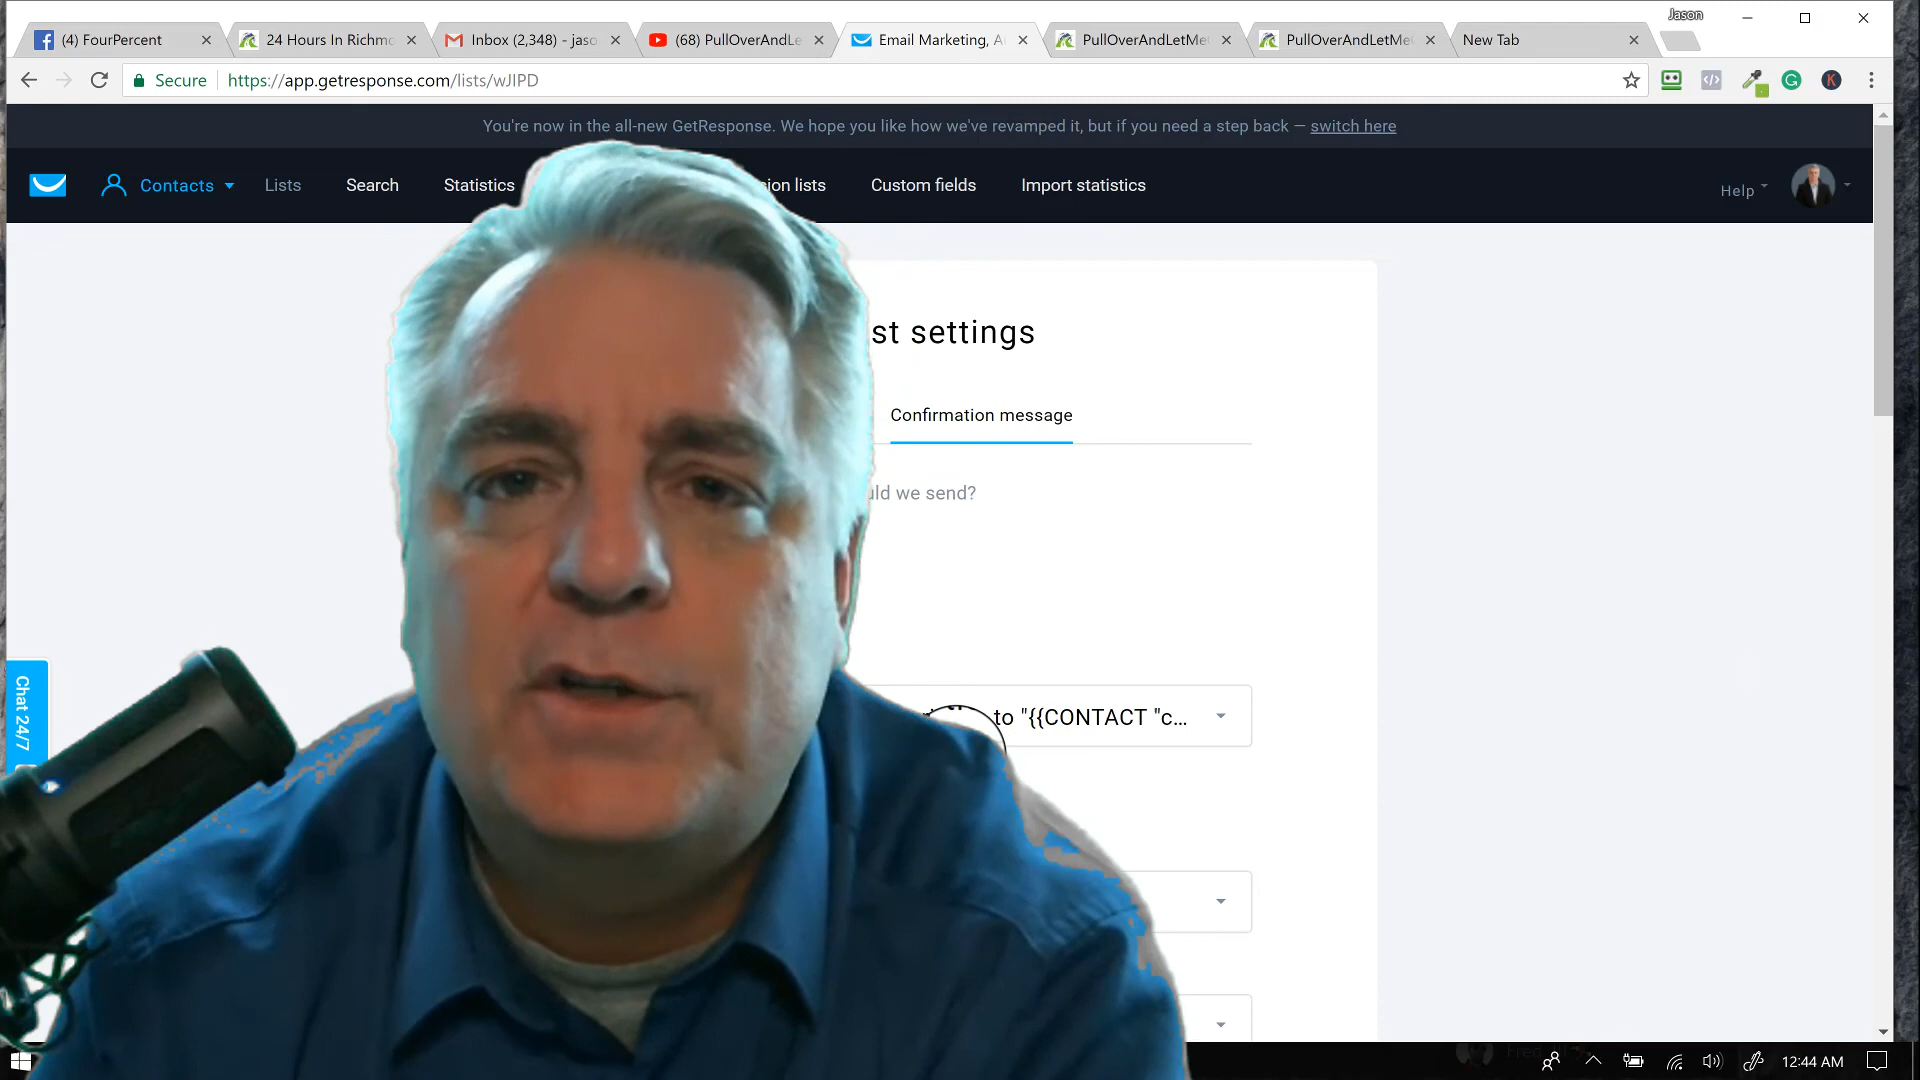 Jason
(4) FourPercent
24 Hours In Richmo
Inbox (2,348) - jaso
(68) PullOverAndLe
Email Marketing, A
PullOverAndLetMe
PullOverAndLetMe
New Tab
Secure
https://app.getresponse.com/lists/wJIPD
You're now in the all-new GetResponse. We hope you like how we've revamped it, but if you need a step back — switch here
Contacts
Lists
Search
Statistics
sion lists
Custom fields
Import statistics
Help
st settings
Confirmation message
uld we send?
to "{{CONTACT "c...
Chat 24/7
12:44 AM